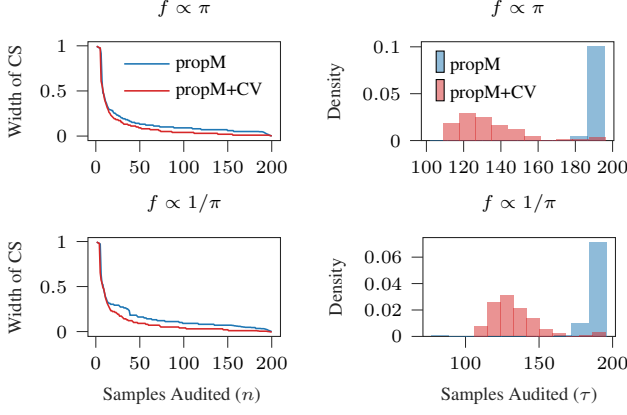 f ∝ π
Width of CS
1
0.5
0
propM
propM+CV
0
50
100
150
200
f ∝ π
Density
0.1
0.05
0
propM
propM+CV
100
120
140
160
180
200
f ∝ 1/π
Width of CS
1
0.5
0
0
50
100
150
200
Samples Audited (n)
f ∝ 1/π
Density
0.06
0.04
0.02
0
100
150
200
Samples Audited (τ)